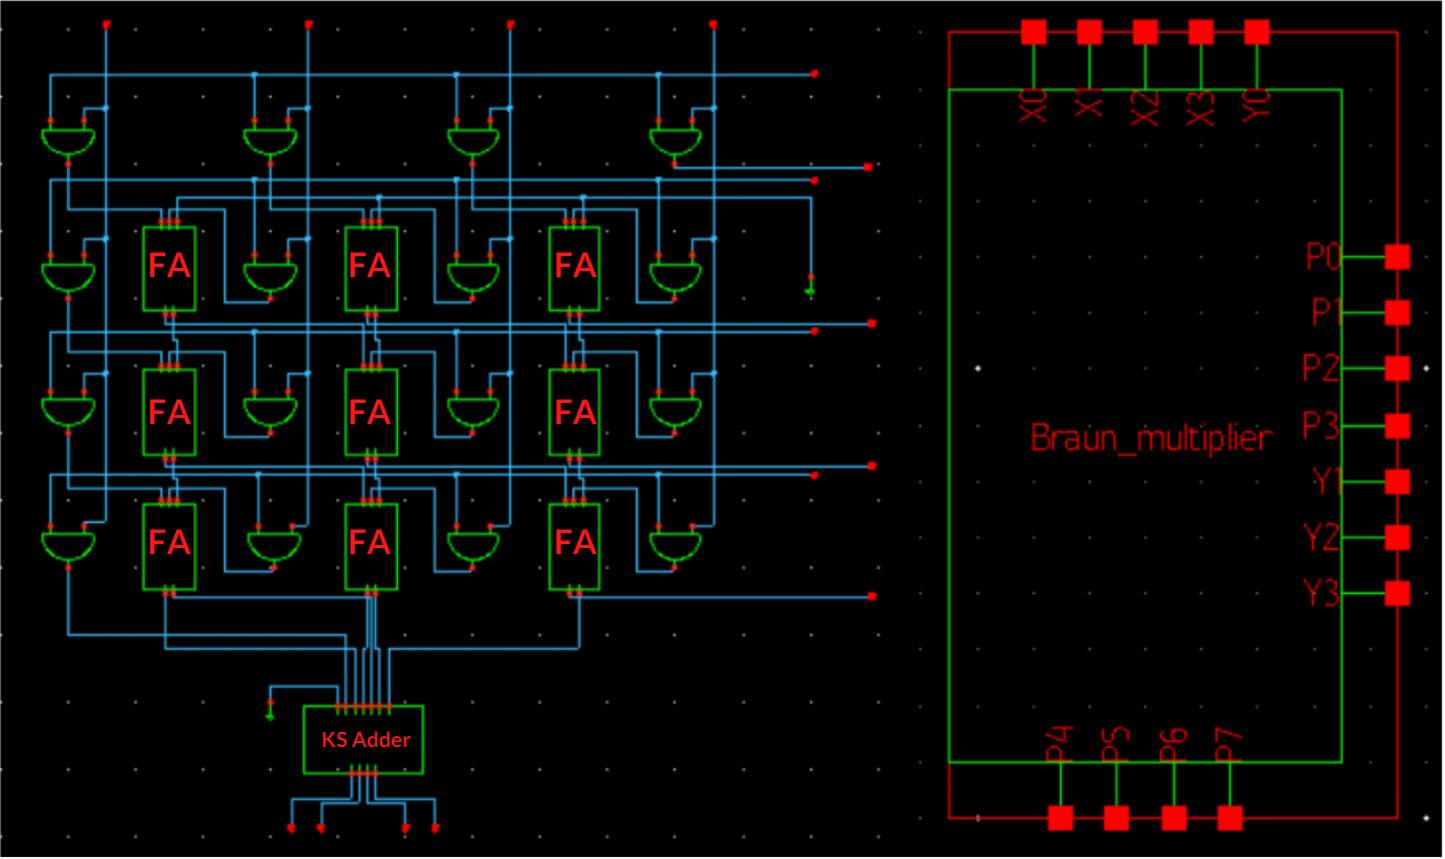 FA FA FA
FA FA FA
FA FA FA
KS Adder
X0 X1 X2 X3 Y0
P0
P1
P2
P3
Braun_multiplier
Y1
Y2
Y3
P4 P5 P6 P7